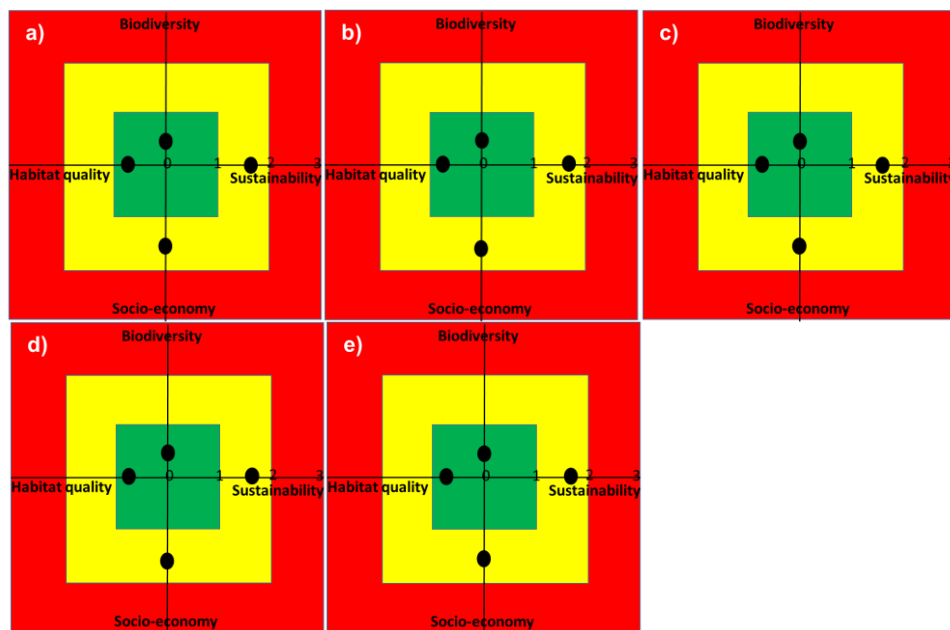 a)
Biodiversity
0 1 2 3
Habitat quality Sustainability
Socio-economy
b)
Biodiversity
0 1 2 3
Habitat quality Sustainability
Socio-economy
c)
Biodiversity
0 1 2
Habitat quality Sustainability
Socio-economy
d)
Biodiversity
0 1 2 3
Habitat quality Sustainability
Socio-economy
e)
Biodiversity
0 1 2 3
Habitat quality Sustainability
Socio-economy